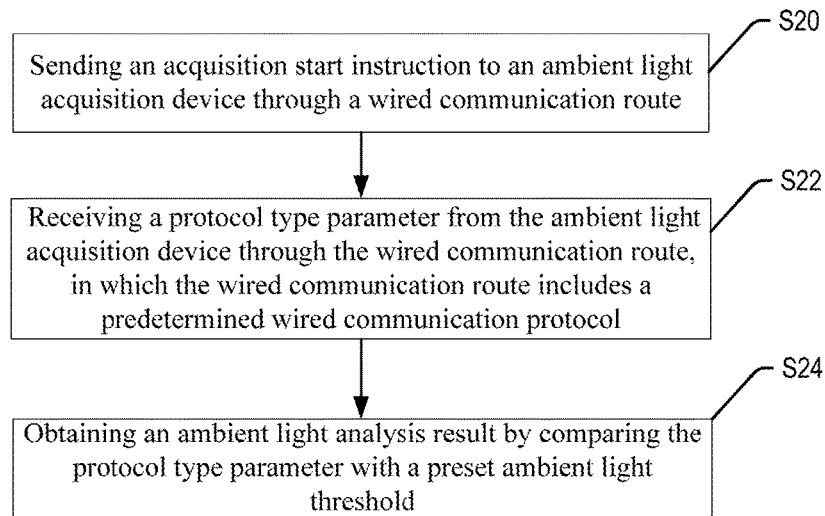 S20
Sending an acquisition start instruction to an ambient light
acquisition device through a wired communication route
S22
Receiving a protocol type parameter from the ambient light
acquisition device through the wired communication route,
in which the wired communication route includes a
predetermined wired communication protocol
S24
Obtaining an ambient light analysis result by comparing the
protocol type parameter with a preset ambient light
threshold